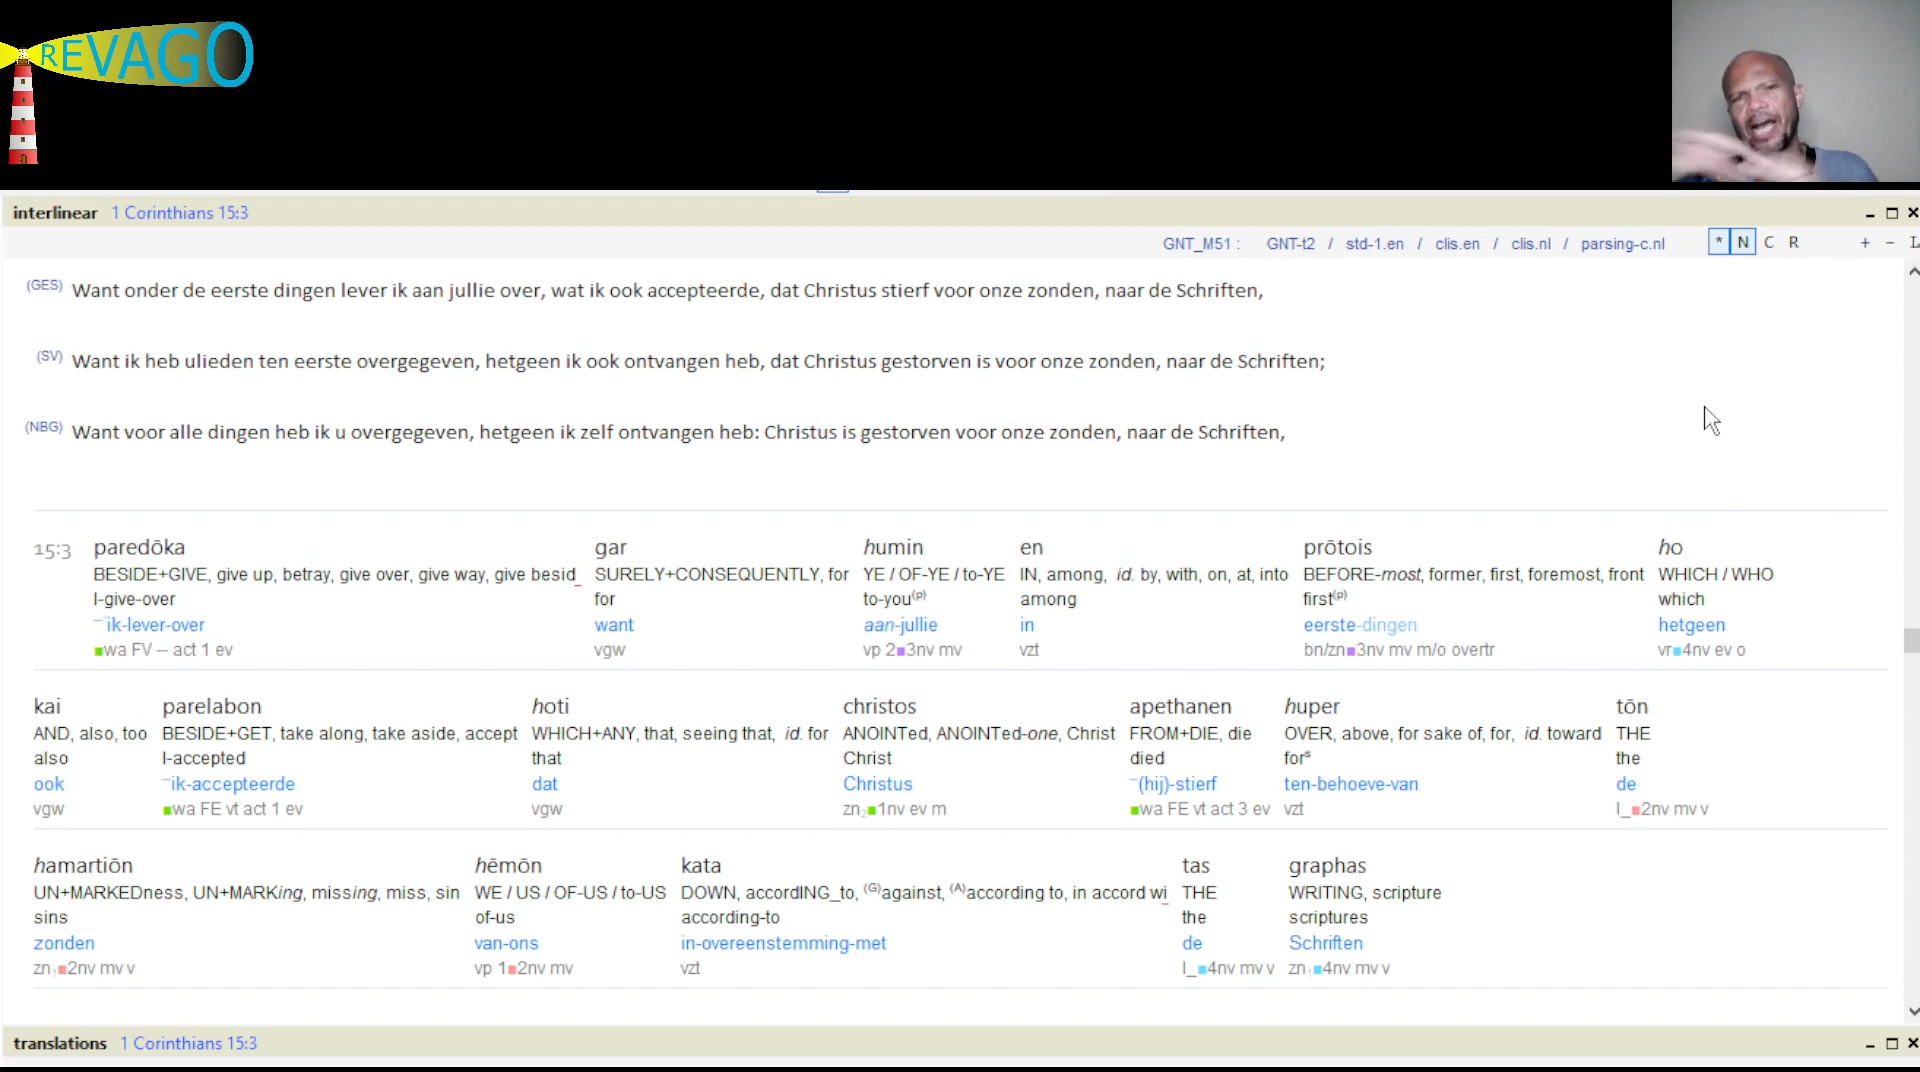 REVAGO
interlinear 1 Corinthians 15:3
GNT_M51 : GNT-t2 / std-1.en / clis.en / clis.nl / parsing-c.nl * N C R + −
(GES) Want onder de eerste dingen lever ik aan jullie over, wat ik ook accepteerde, dat Christus stierf voor onze zonden, naar de Schriften,
(SV) Want ik heb ulieden ten eerste overgegeven, hetgeen ik ook ontvangen heb, dat Christus gestorven is voor onze zonden, naar de Schriften;
(NBG) Want voor alle dingen heb ik u overgegeven, hetgeen ik zelf ontvangen heb: Christus is gestorven voor onze zonden, naar de Schriften,
15:3 paredōka gar humin en prōtois ho
BESIDE+GIVE, give up, betray, give over, give way, give besid_ SURELY+CONSEQUENTLY, for YE / OF-YE / to-YE IN, among, id. by, with, on, at, into BEFORE-most, former, first, foremost, front WHICH / WHO
I-give-over for to-you(p) among first(p) which
¯ik-lever-over want aan-jullie in eerste-dingen hetgeen
wa FV -- act 1 ev vgw vp 2 3nv mv vzt bn/zn 3nv mv m/o overtr vr 4nv ev o
kai parelabon hoti christos apethanen huper tōn
AND, also, too BESIDE+GET, take along, take aside, accept WHICH+ANY, that, seeing that, id. for ANOINTed, ANOINTed-one, Christ FROM+DIE, die OVER, above, for sake of, for, id. toward THE
also I-accepted that Christ died forˢ the
ook ¯ik-accepteerde dat Christus ¯(hij)-stierf ten-behoeve-van de
vgw wa FE vt act 1 ev vgw zn₂ 1nv ev m wa FE vt act 3 ev vzt l_ 2nv mv v
hamartiōn hēmōn kata tas graphas
UN+MARKEDness, UN+MARKing, missing, miss, sin WE / US / OF-US / to-US DOWN, accordING_to, (G)against, (A)according to, in accord wi_ THE WRITING, scripture
sins of-us according-to the scriptures
zonden van-ons in-overeenstemming-met de Schriften
zn₁ 2nv mv v vp 1 2nv mv vzt l_ 4nv mv v zn₁ 4nv mv v
translations 1 Corinthians 15:3